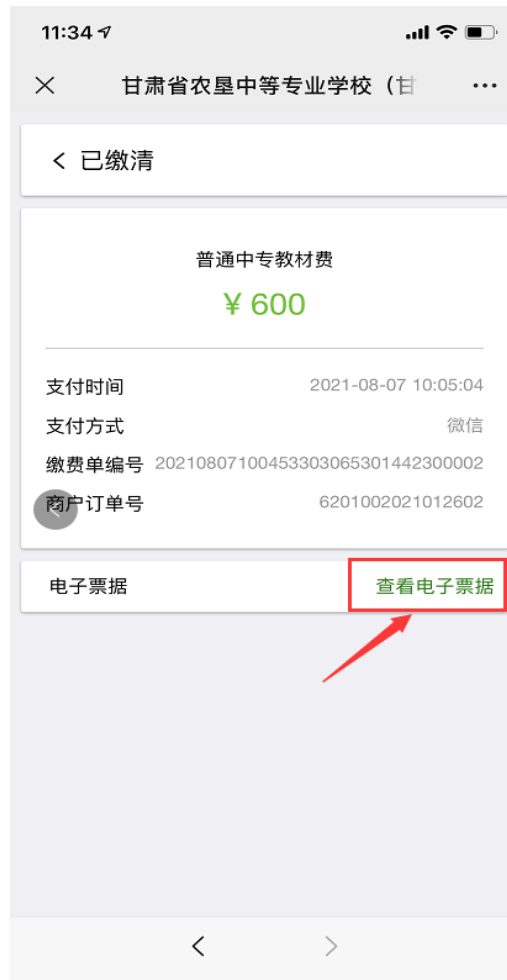 11:34
甘肃省农垦中等专业学校（甘
已缴清
普通中专教材费
¥ 600
支付时间 2021-08-07 10:05:04
支付方式 微信
缴费单编号 20210807100453303065301442300002
商户订单号 6201002021012602
电子票据 查看电子票据